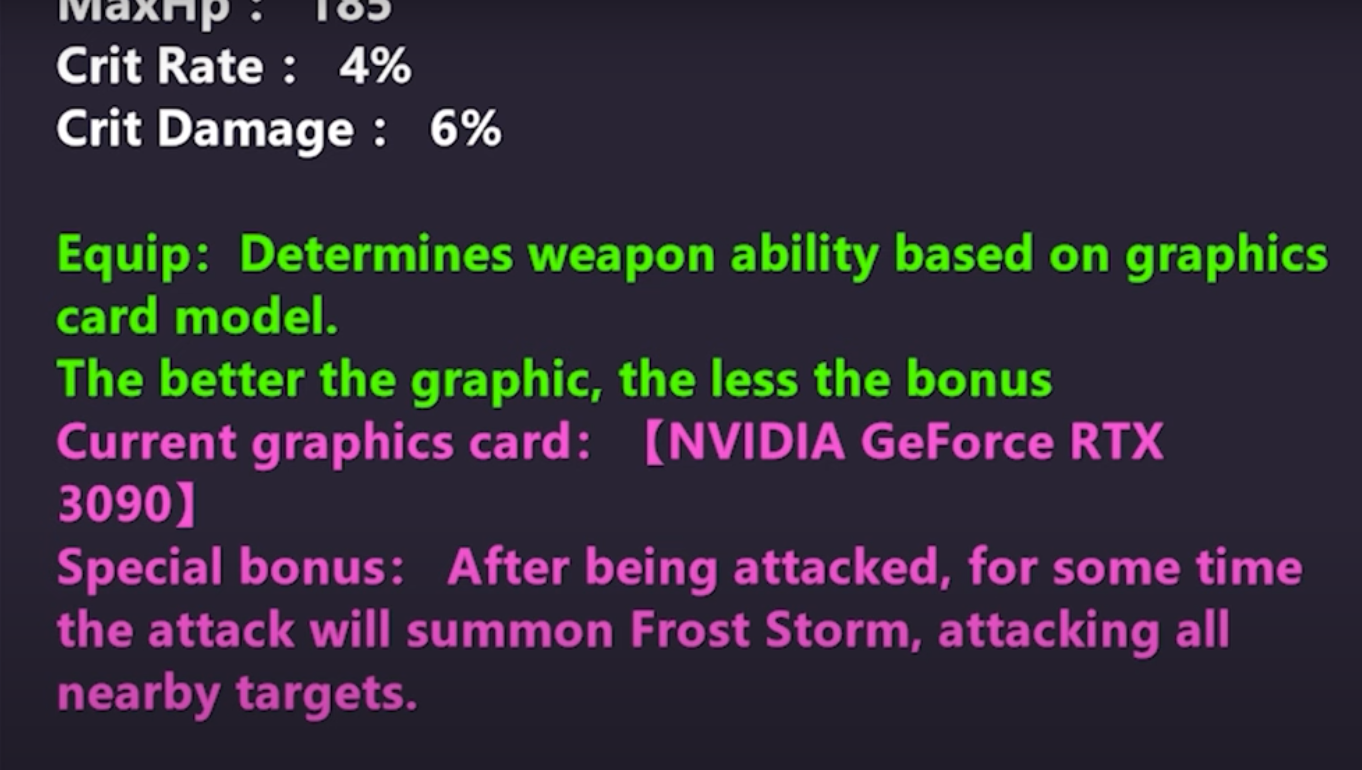 MaxHp： 185
Crit Rate： 4%
Crit Damage： 6%
Equip： Determines weapon ability based on graphics
card model.
The better the graphic, the less the bonus
Current graphics card： 【NVIDIA GeForce RTX
3090】
Special bonus： After being attacked, for some time
the attack will summon Frost Storm, attacking all
nearby targets.